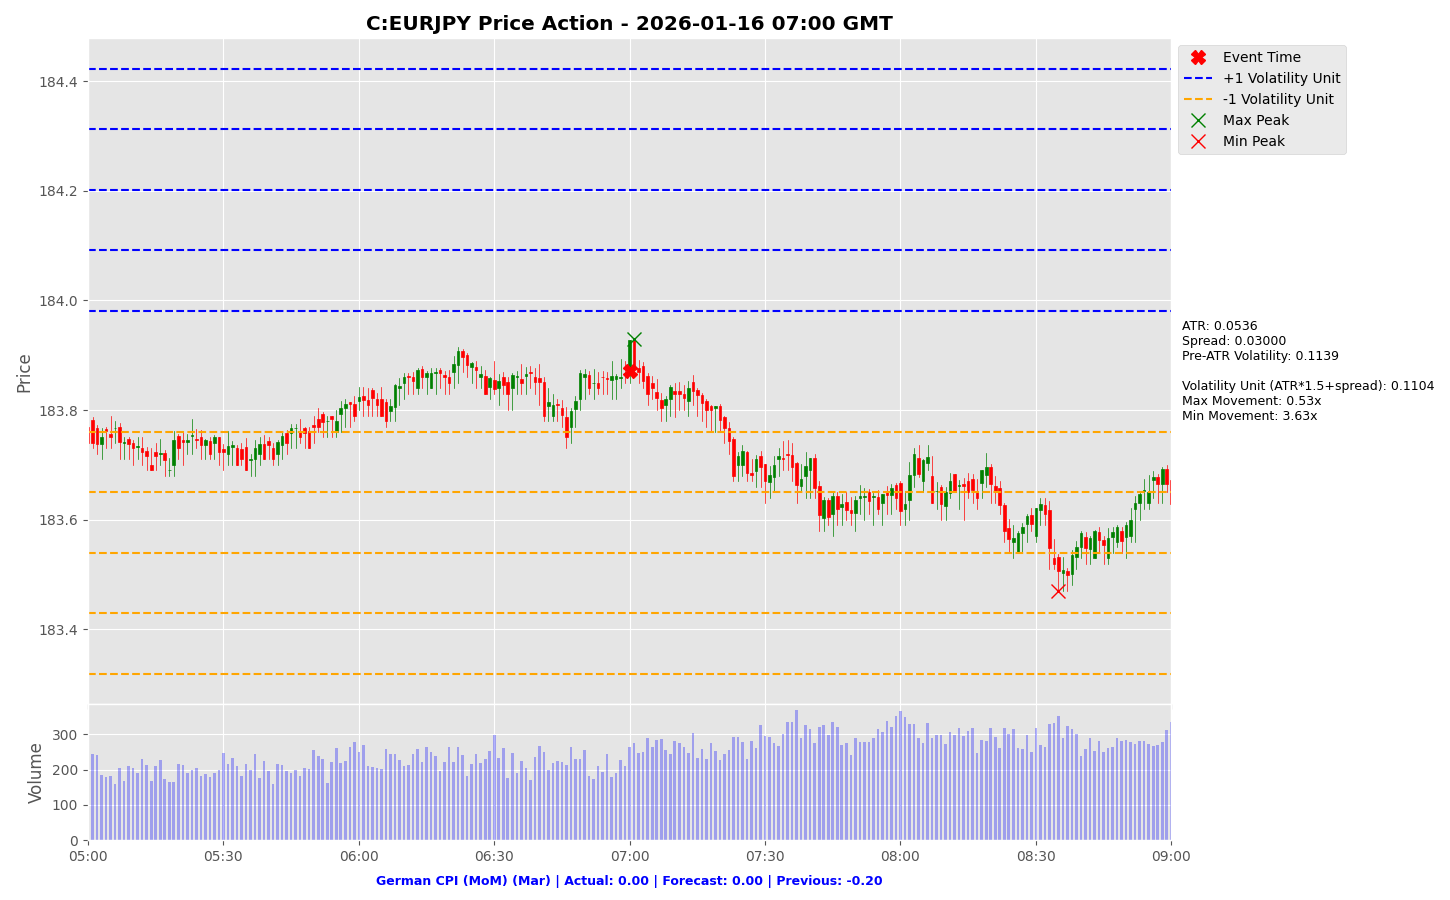 C:EURJPY Price Action - 2026-01-16 07:00 GMT
Event Time
+1 Volatility Unit
-1 Volatility Unit
Max Peak
Min Peak
184.4
184.2
184.0
183.8
183.6
183.4
Price
ATR: 0.0536
Spread: 0.03000
Pre-ATR Volatility: 0.1139
Volatility Unit (ATR*1.5+spread): 0.1104
Max Movement: 0.53x
Min Movement: 3.63x
300
200
100
0
Volume
05:00 05:30 06:00 06:30 07:00 07:30 08:00 08:30 09:00
German CPI (MoM) (Mar) | Actual: 0.00 | Forecast: 0.00 | Previous: -0.20